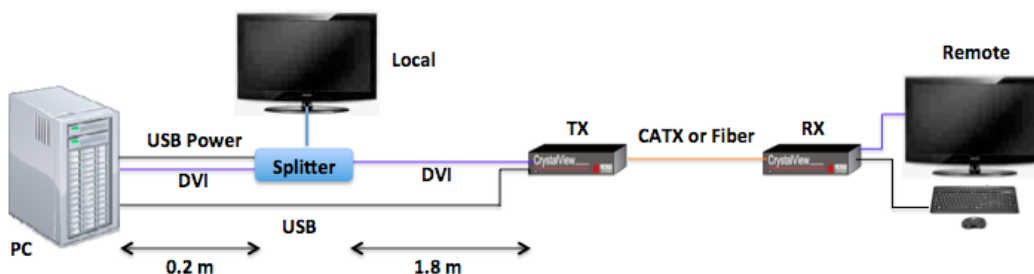 Local
Remote
USB Power
Splitter
DVI
DVI
TX
CATX or Fiber
RX
CrystalView
CrystalView
USB
PC
0.2 m
1.8 m